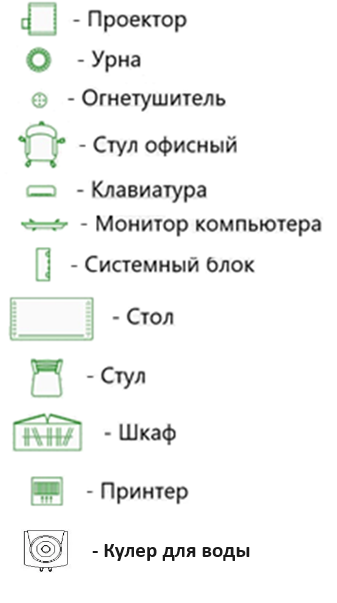 - Проектор
- Урна
- Огнетушитель
- Стул офисный
- Клавиатура
- Монитор компьютера
- Системный блок
- Стол
- Стул
- Шкаф
- Принтер
- Кулер для воды